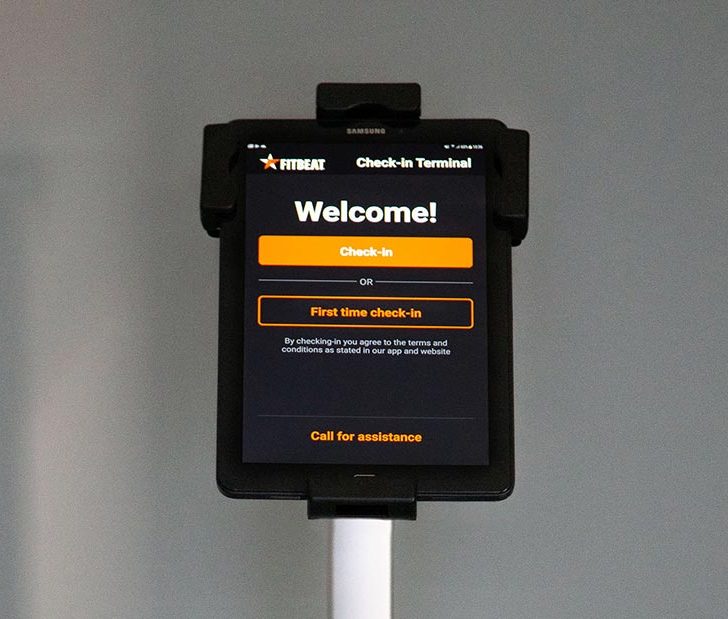 SAMSUNG
FITBEAT Check-in Terminal
Welcome!
Check-in
OR
First time check-in
By checking-in you agree to the terms and
conditions as stated in our app and website
Call for assistance